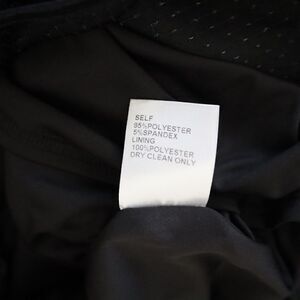 SELF
95%POLYESTER
5%SPANDEX
LINING
100%POLYESTER
DRY CLEAN ONLY